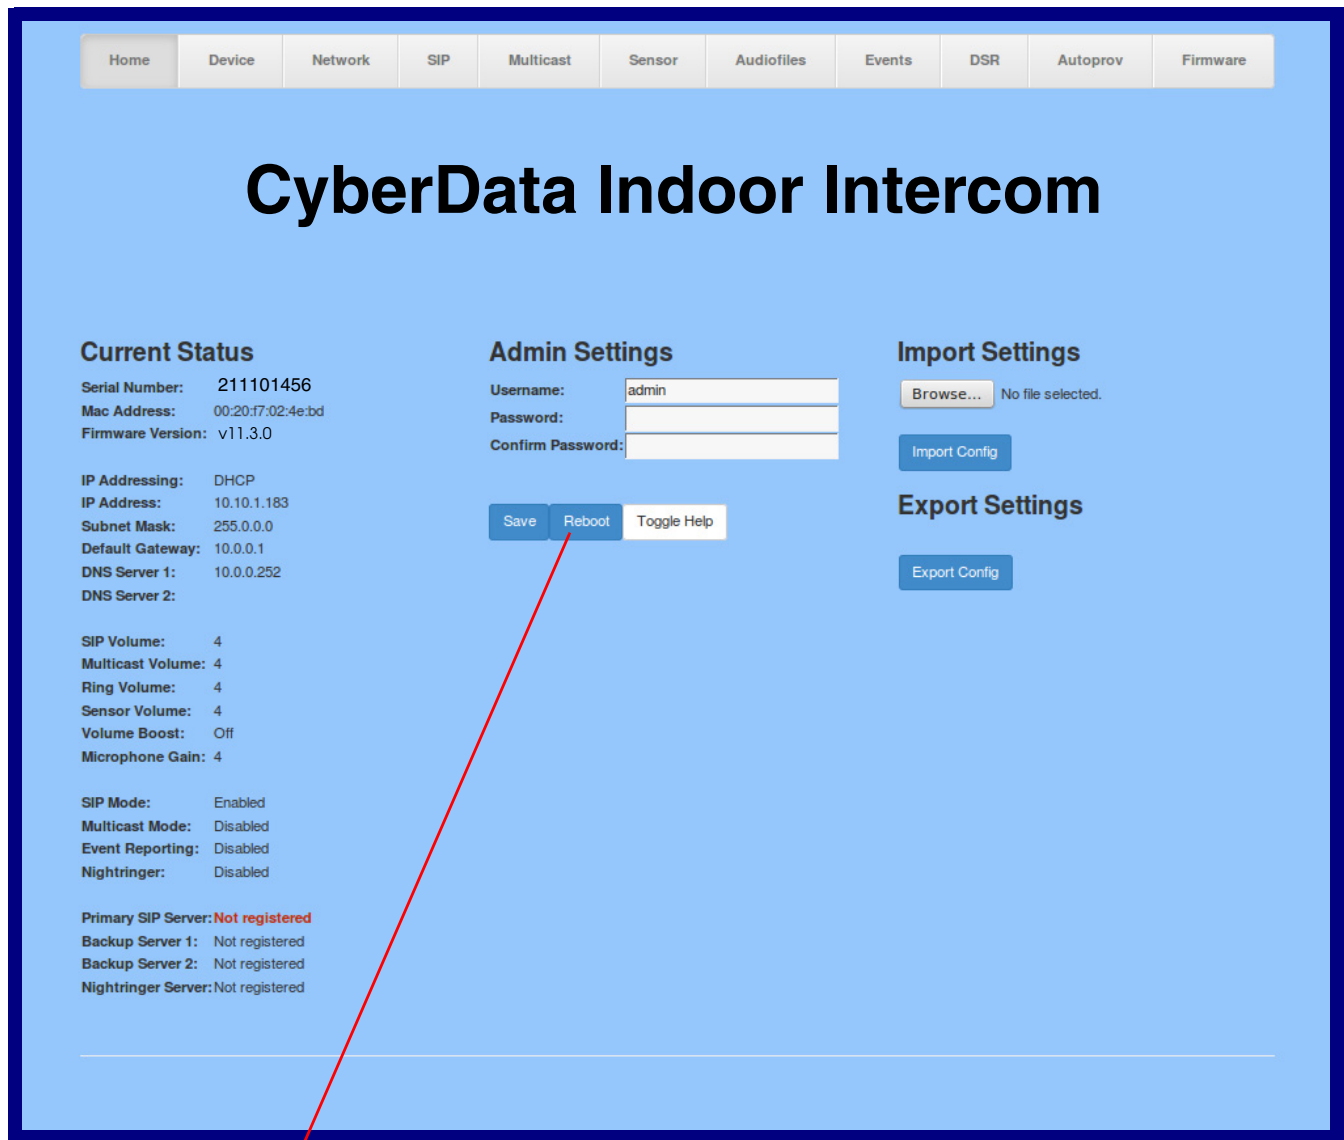 Home Device Network SIP Multicast Sensor Audiofiles Events DSR Autoprov Firmware
CyberData Indoor Intercom
Current Status
Serial Number: 211101456
Mac Address: 00:20:f7:02:4e:bd
Firmware Version: v11.3.0
IP Addressing: DHCP
IP Address: 10.10.1.183
Subnet Mask: 255.0.0.0
Default Gateway: 10.0.0.1
DNS Server 1: 10.0.0.252
DNS Server 2:
SIP Volume: 4
Multicast Volume: 4
Ring Volume: 4
Sensor Volume: 4
Volume Boost: Off
Microphone Gain: 4
SIP Mode: Enabled
Multicast Mode: Disabled
Event Reporting: Disabled
Nightringer: Disabled
Primary SIP Server: Not registered
Backup Server 1: Not registered
Backup Server 2: Not registered
Nightringer Server: Not registered
Admin Settings
Username: admin
Password:
Confirm Password:
Save Reboot Toggle Help
Import Settings
Browse... No file selected.
Import Config
Export Settings
Export Config